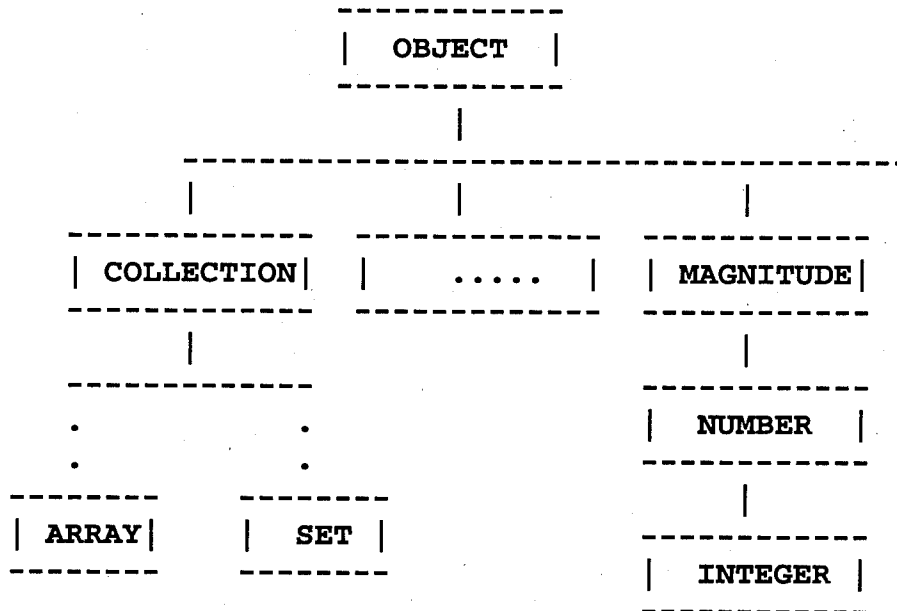 OBJECT
COLLECTION ..... MAGNITUDE
. . NUMBER
. .
ARRAY SET INTEGER